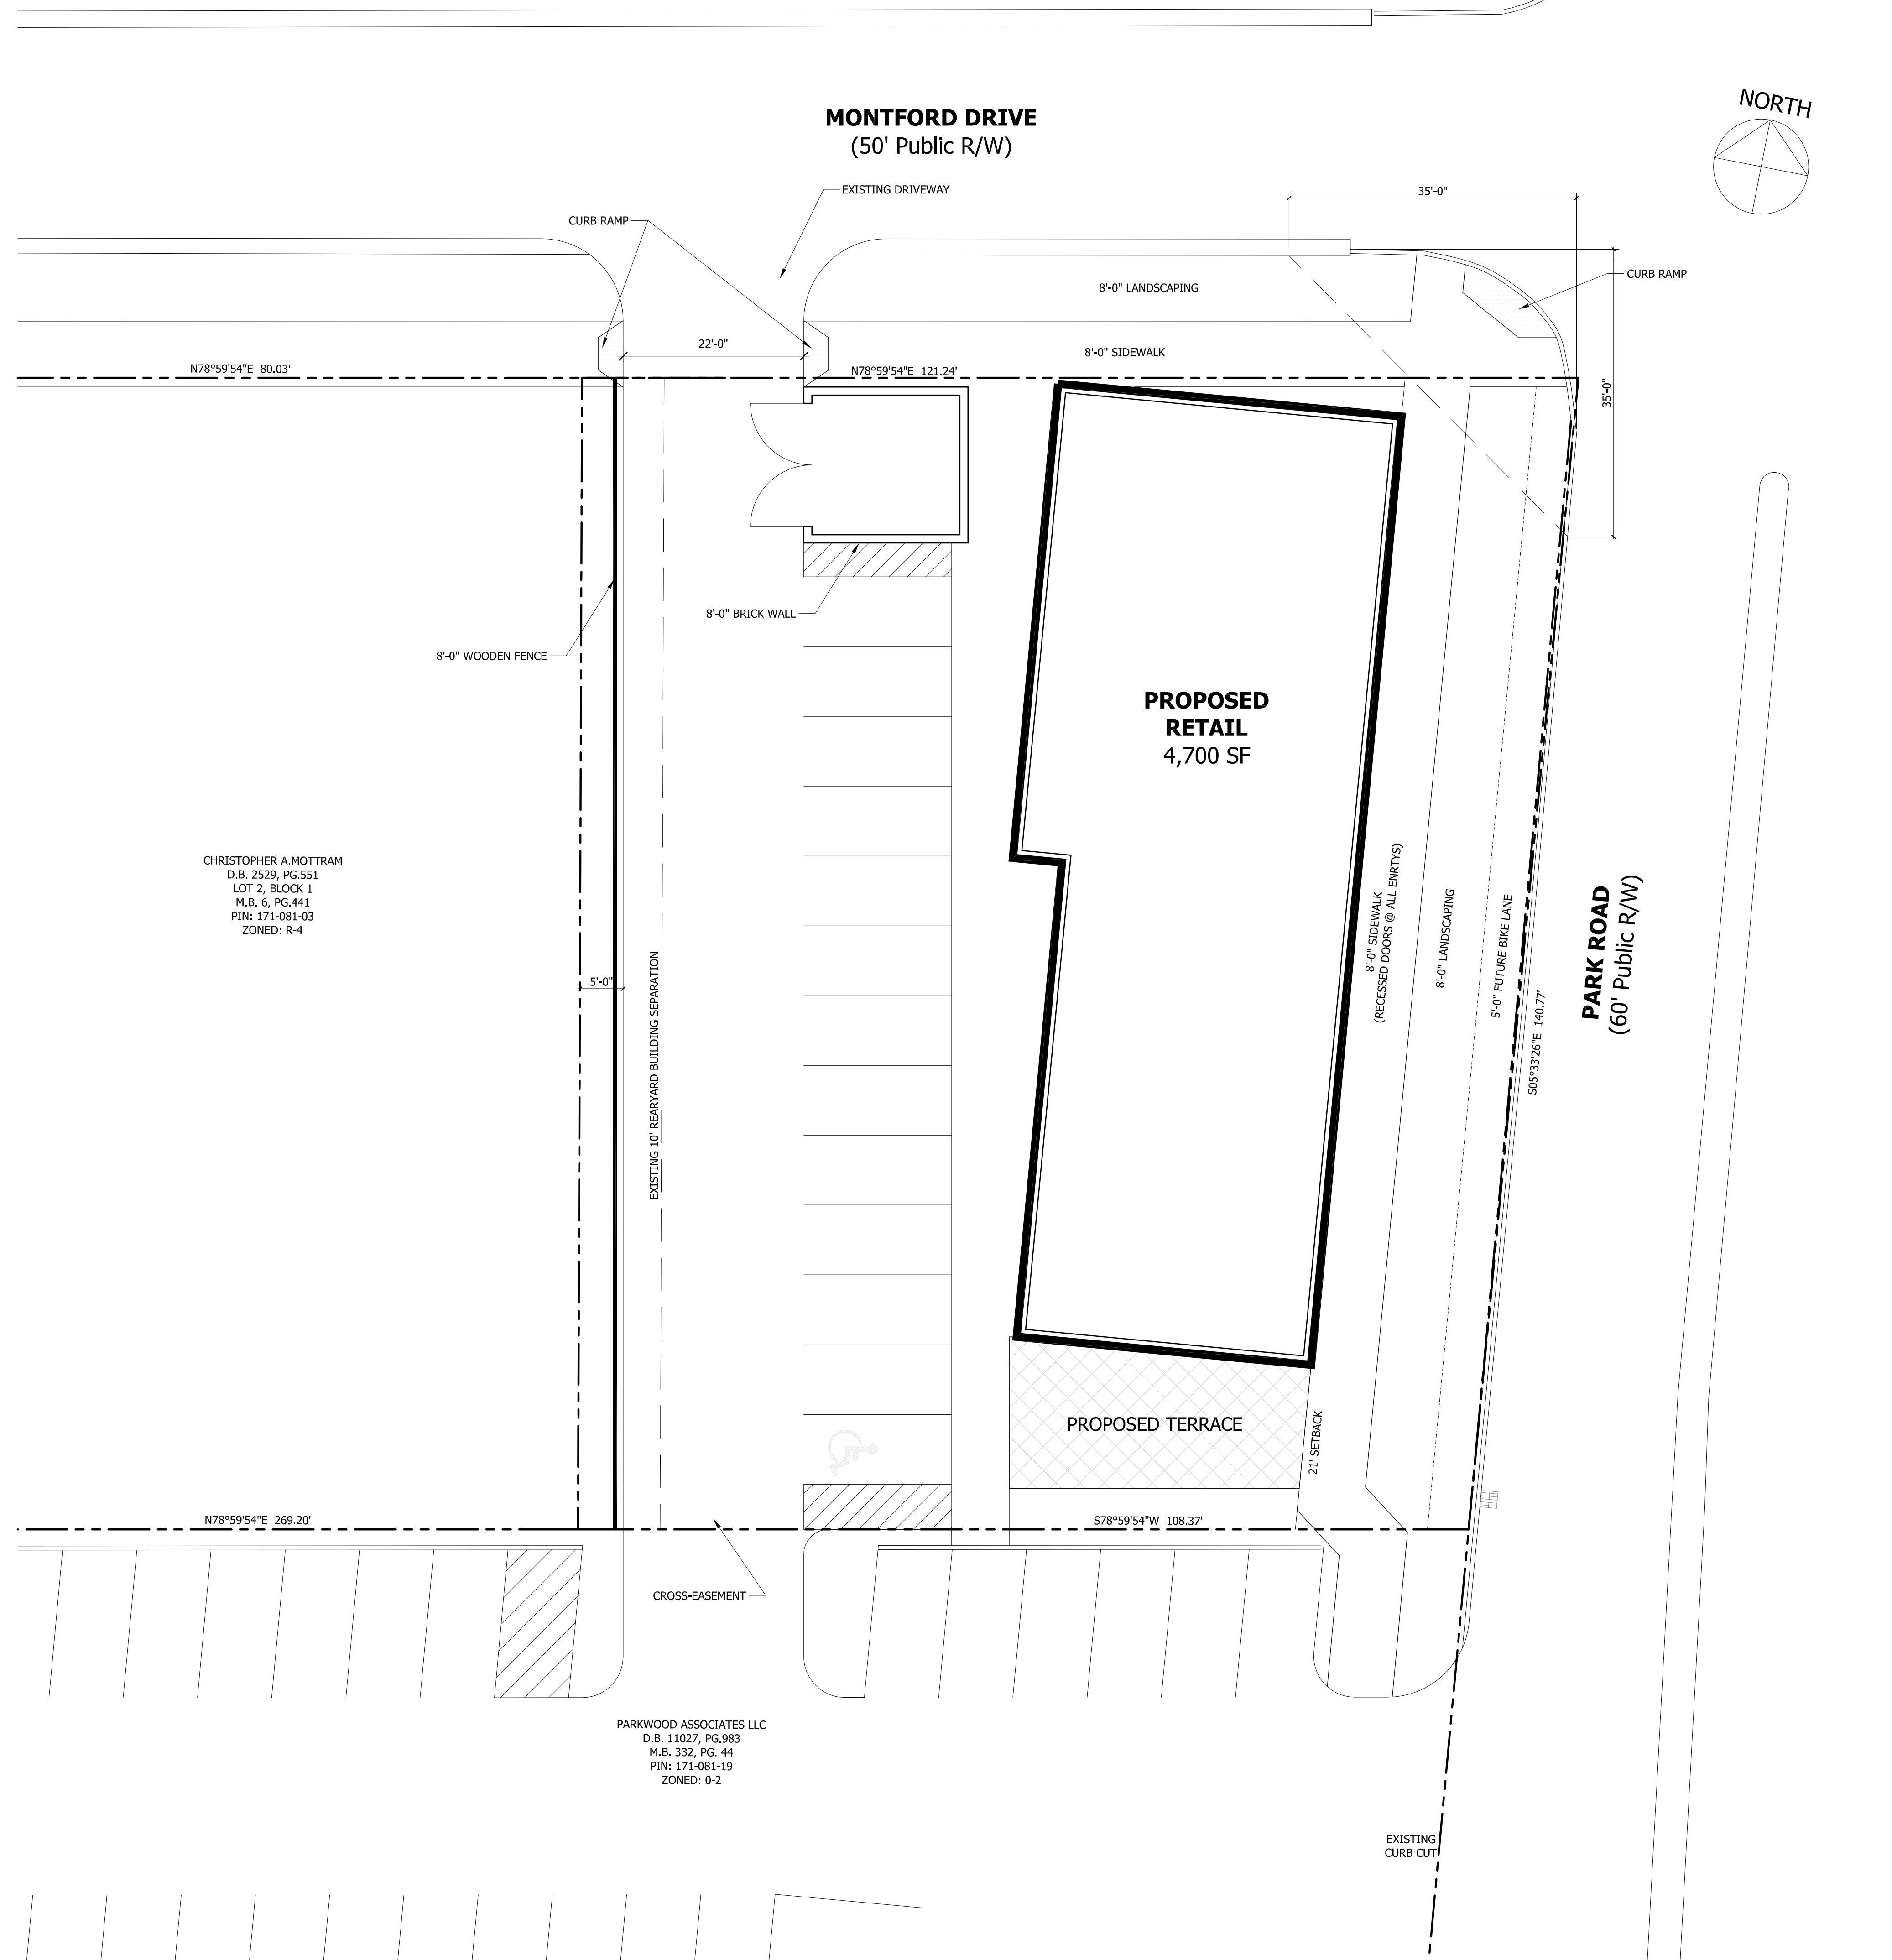 NORTH
MONTFORD DRIVE
(50' Public R/W)
EXISTING DRIVEWAY
35'-0"
CURB RAMP
CURB RAMP
8'-0" LANDSCAPING
22'-0"
8'-0" SIDEWALK
N78°59'54"E  80.03'
N78°59'54"E  121.24'
35'-0"
8'-0" BRICK WALL
8'-0" WOODEN FENCE
PROPOSED
RETAIL
4,700 SF
CHRISTOPHER A.MOTTRAM
D.B. 2529, PG.551
LOT 2, BLOCK 1
M.B. 6, PG.441
PIN: 171-081-03
ZONED: R-4
8'-0" SIDEWALK
(RECESSED DOORS @ ALL ENRTYS)
8'-0" LANDSCAPING
5'-0" FUTURE BIKE LANE
S05°33'26"E  140.77'
PARK ROAD
(60' Public R/W)
5'-0"
EXISTING 10' REARYARD BUILDING SEPARATION
PROPOSED TERRACE
21' SETBACK
N78°59'54"E  269.20'
S78°59'54"W  108.37'
CROSS-EASEMENT
PARKWOOD ASSOCIATES LLC
D.B. 11027, PG.983
M.B. 332, PG. 44
PIN: 171-081-19
ZONED: 0-2
EXISTING
CURB CUT